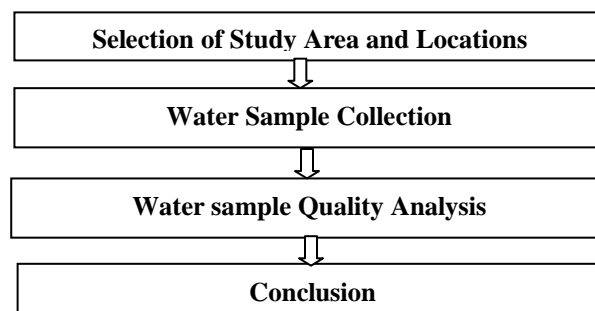 Selection of Study Area and Locations
Water Sample Collection
Water sample Quality Analysis
Conclusion